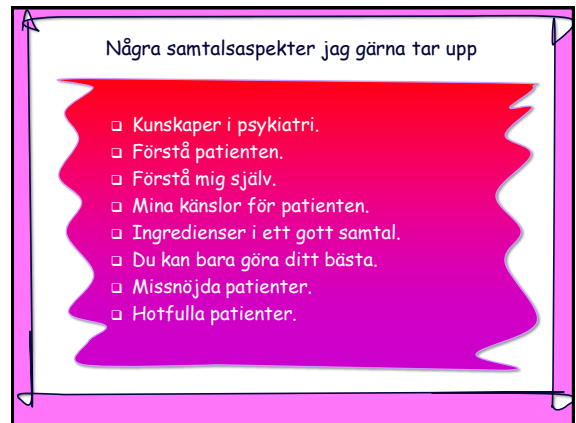 Några samtalsaspekter jag gärna tar upp
Kunskaper i psykiatri.
Förstå patienten.
Förstå mig själv.
Mina känslor för patienten.
Ingredienser i ett gott samtal.
Du kan bara göra ditt bästa.
Missnöjda patienter.
Hotfulla patienter.